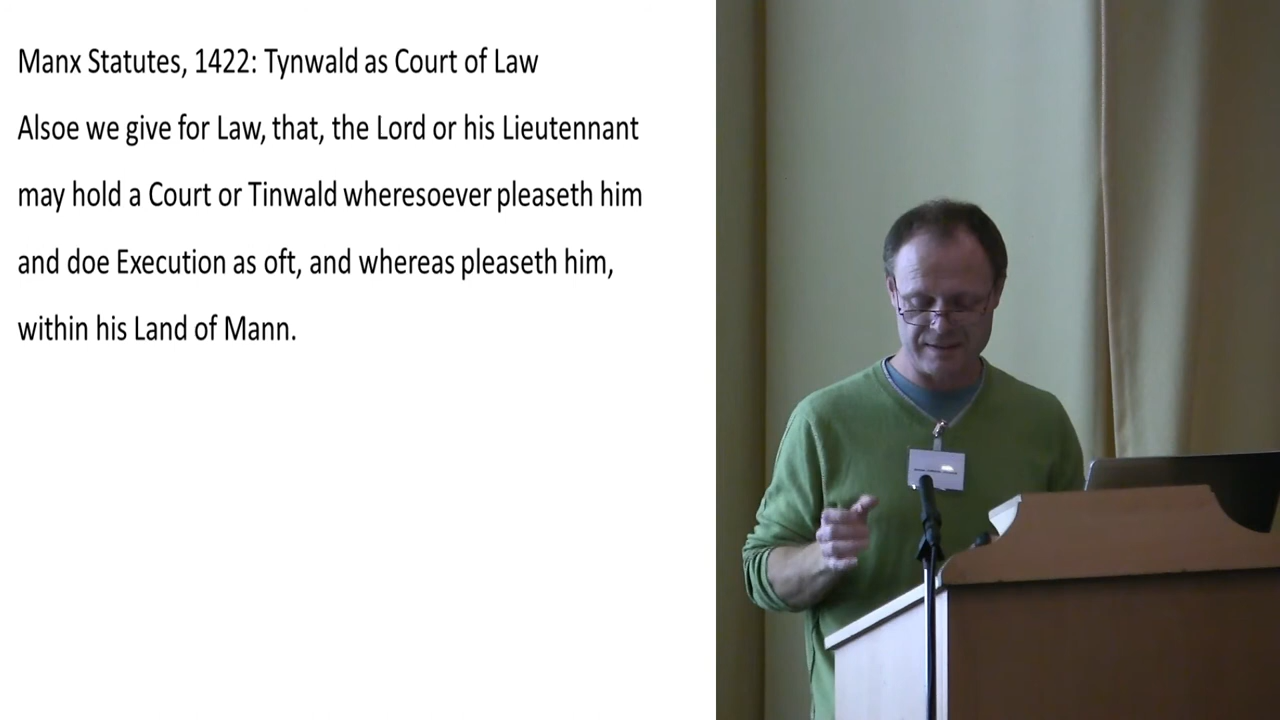 Manx Statutes, 1422: Tynwald as Court of Law
Alsoe we give for Law, that, the Lord or his Lieutennant
may hold a Court or Tinwald wheresoever pleaseth him
and doe Execution as oft, and whereas pleaseth him,
within his Land of Mann.